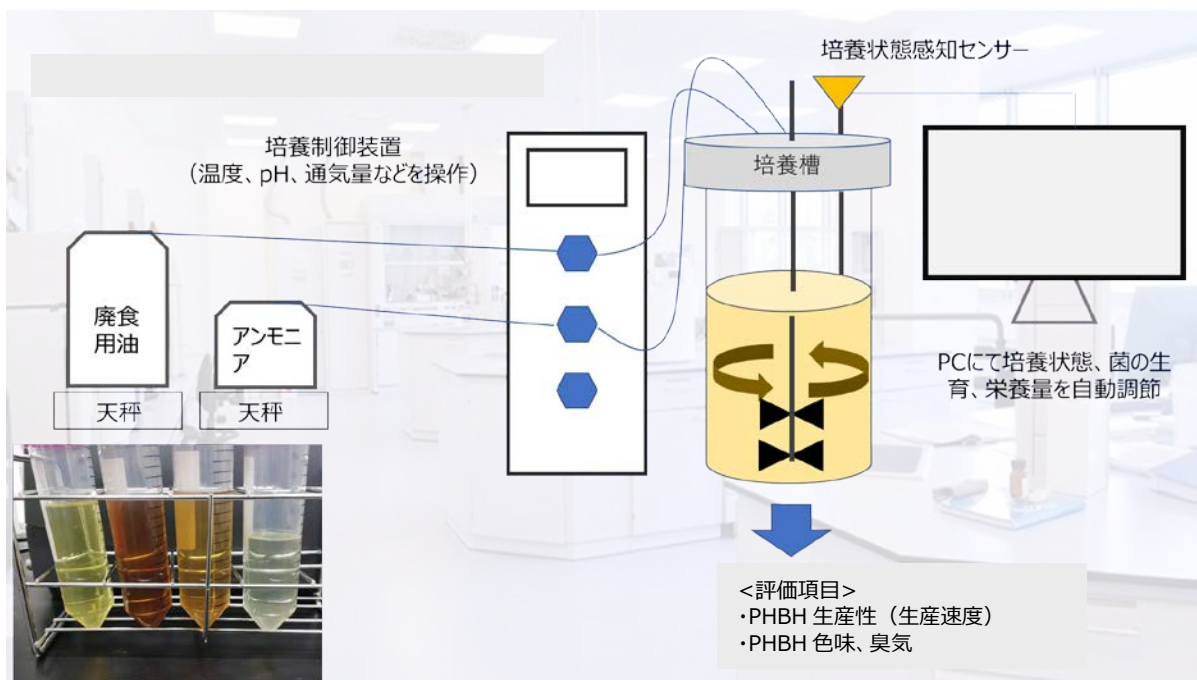 培養状態感知センサー
培養制御装置
(温度、pH、通気量などを操作)
培養槽
廃食
用油
アンモニ
ア
天秤
天秤
PCにて培養状態、菌の生
育、栄養量を自動調節
<評価項目>
・PHBH 生産性（生産速度）
・PHBH 色味、臭気